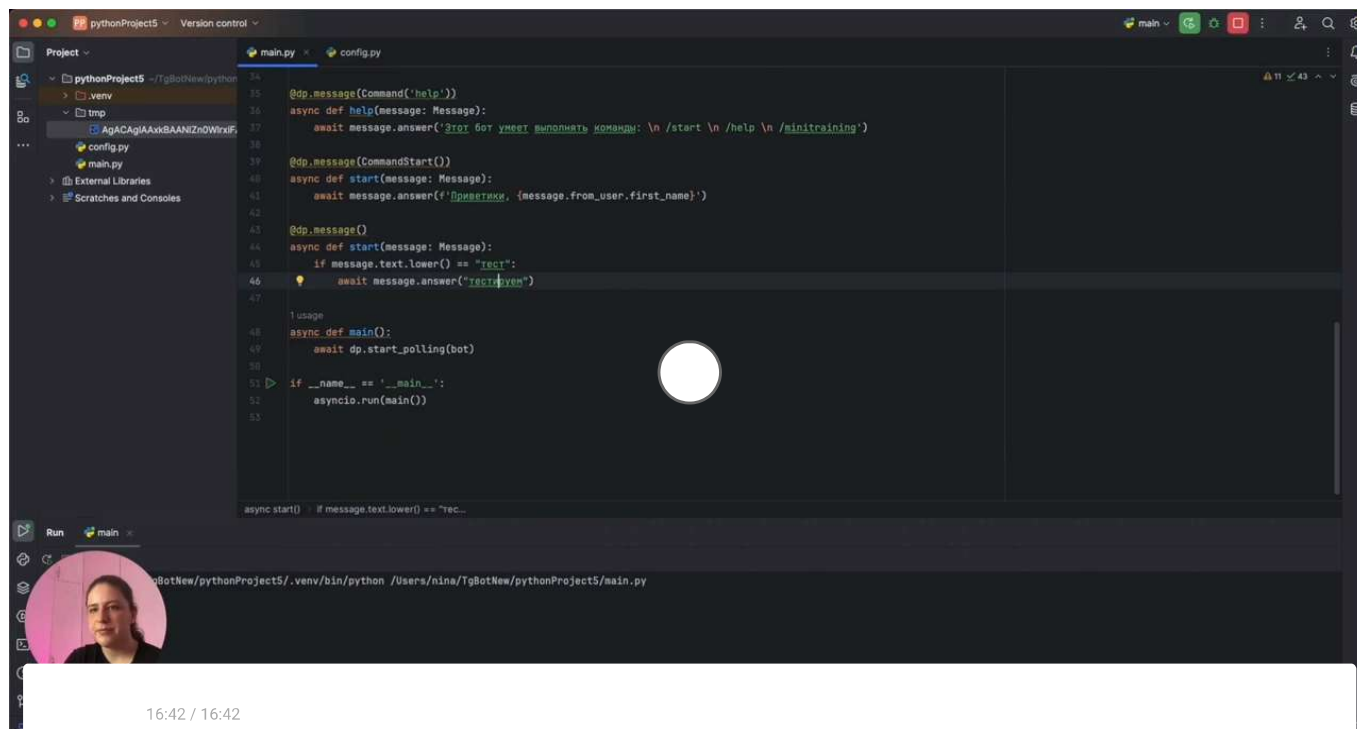 PP pythonProject5 Version control main
Project main.py config.py
pythonProject5 ~/TgBotNew/python
.venv
tmp
AgACAgIAAxkBAANIZn0WIrxiF
config.py
main.py
External Libraries
Scratches and Consoles
11 43
34
35 @dp.message(Command('help'))
36 async def help(message: Message):
37 await message.answer('Этот бот умеет выполнять команды: \n /start \n /help \n /minitraining')
38
39 @dp.message(CommandStart())
40 async def start(message: Message):
41 await message.answer(f'Приветики, {message.from_user.first_name}')
42
43 @dp.message()
44 async def start(message: Message):
45 if message.text.lower() == "тест":
46 await message.answer("тестируем")
47
1 usage
48 async def main():
49 await dp.start_polling(bot)
50
51 if __name__ == '__main__':
52 asyncio.run(main())
53
async start() if message.text.lower() == "тес...
Run main
gBotNew/pythonProject5/.venv/bin/python /Users/nina/TgBotNew/pythonProject5/main.py
16:42 / 16:42